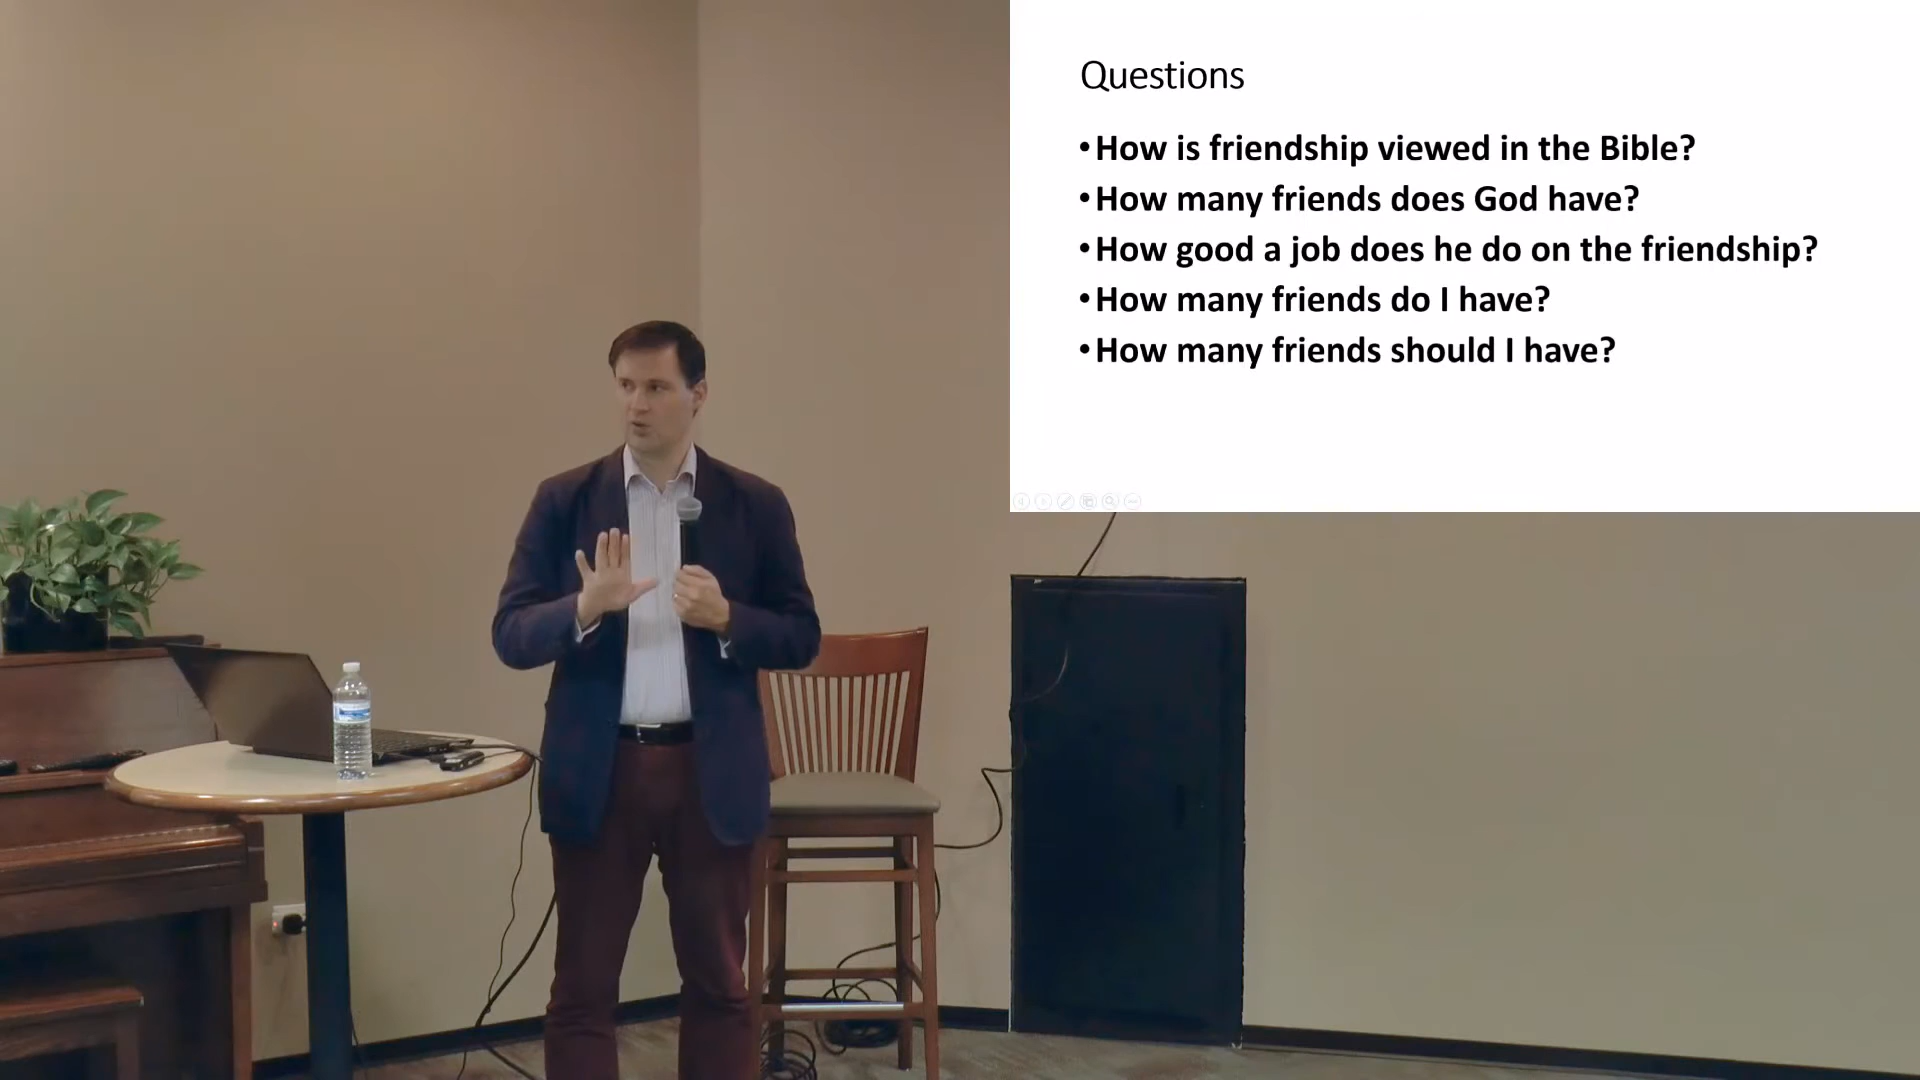 Questions
•How is friendship viewed in the Bible?
•How many friends does God have?
•How good a job does he do on the friendship?
•How many friends do I have?
•How many friends should I have?